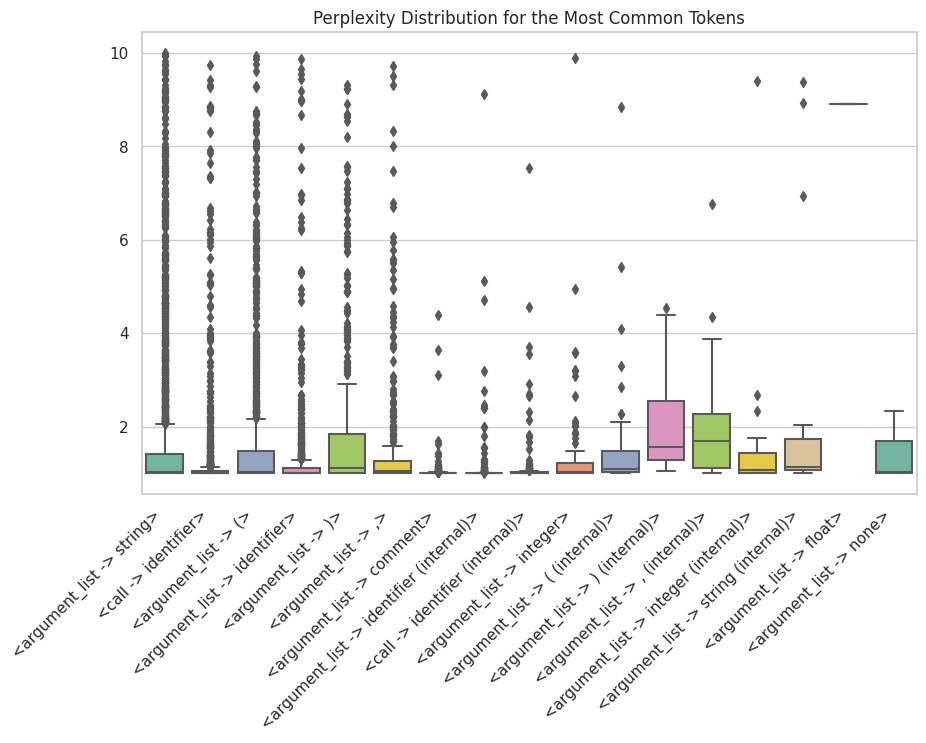 Perplexity Distribution for the Most Common Tokens
10
8
6
4
2
<argument_list -> string>
<call -> identifier>
<argument_list -> (>
<argument_list -> identifier>
<argument_list -> )>
<argument_list -> ,>
<argument_list -> comment>
<argument_list -> identifier (internal)>
<call -> identifier (internal)>
<argument_list -> integer>
<argument_list -> ( (internal)>
<argument_list -> ) (internal)>
<argument_list -> , (internal)>
<argument_list -> integer (internal)>
<argument_list -> string (internal)>
<argument_list -> float>
<argument_list -> none>